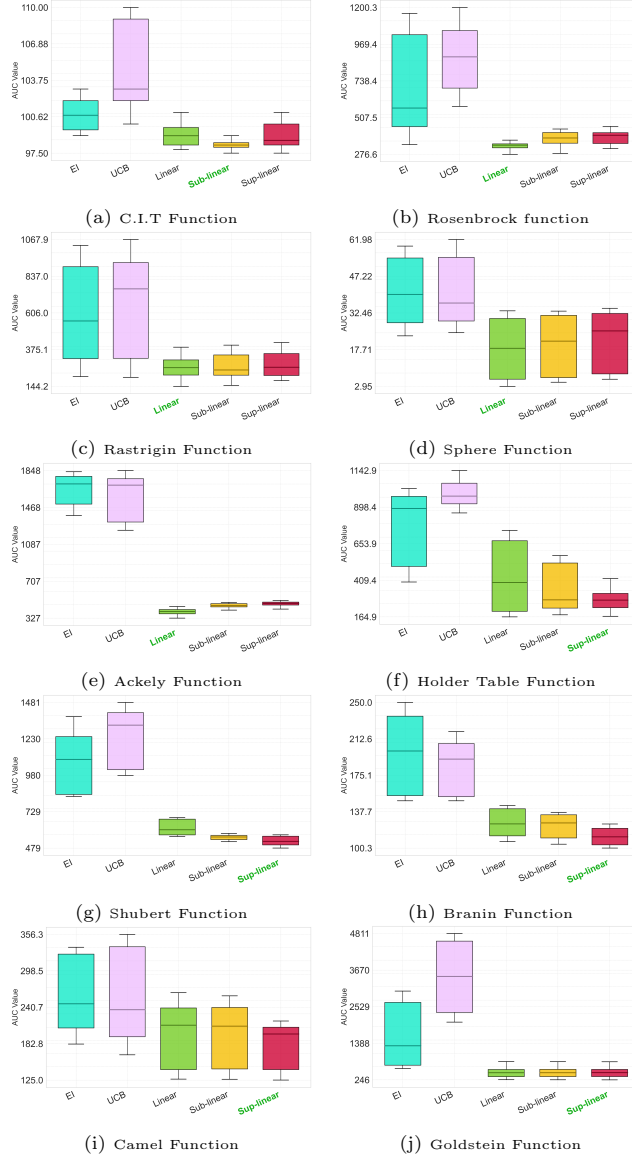 110.00
106.88
103.75
100.62
97.50
AUC Value
EI UCB Linear Sub-linear Sup-linear
(a) C.I.T Function
1200.3
969.4
738.4
507.5
276.6
AUC Value
EI UCB Linear Sub-linear Sup-linear
(b) Rosenbrock function
1067.9
837.0
606.0
375.1
144.2
AUC Value
EI UCB Linear Sub-linear Sup-linear
(c) Rastrigin Function
61.98
47.22
32.46
17.71
2.95
AUC Value
EI UCB Linear Sub-linear Sup-linear
(d) Sphere Function
1848
1468
1087
707
327
AUC Value
EI UCB Linear Sub-linear Sup-linear
(e) Ackely Function
1142.9
898.4
653.9
409.4
164.9
AUC Value
EI UCB Linear Sub-linear Sup-linear
(f) Holder Table Function
1481
1230
980
729
479
AUC Value
EI UCB Linear Sub-linear Sup-linear
(g) Shubert Function
250.0
212.6
175.1
137.7
100.3
AUC Value
EI UCB Linear Sub-linear Sup-linear
(h) Branin Function
356.3
298.5
240.7
182.8
125.0
AUC Value
EI UCB Linear Sub-linear Sup-linear
(i) Camel Function
4811
3670
2529
1388
246
AUC Value
EI UCB Linear Sub-linear Sup-linear
(j) Goldstein Function